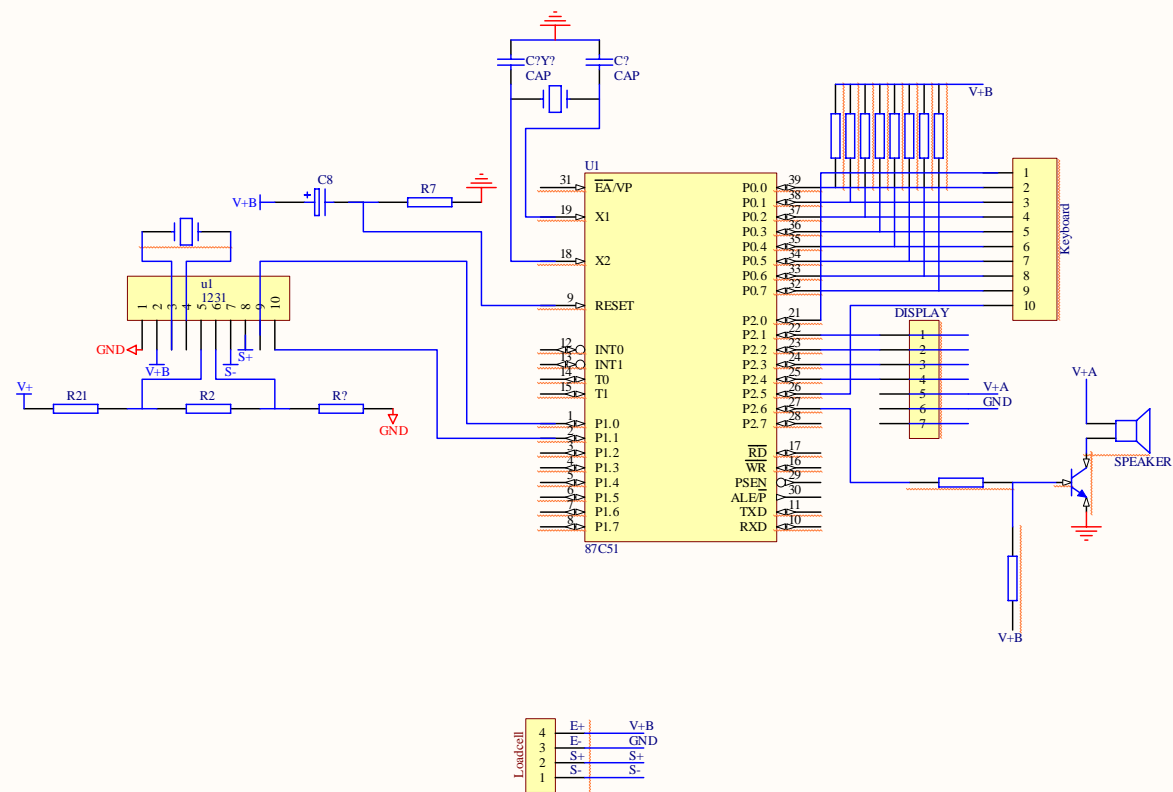 C?Y?
CAP
C?
CAP
V+B
U1
31
EA/VP
19
X1
18
X2
9
RESET
12
INT0
13
INT1
14
T0
15
T1
1
P1.0
2
P1.1
3
P1.2
4
P1.3
5
P1.4
6
P1.5
7
P1.6
8
P1.7
P0.0
39
P0.1
38
P0.2
37
P0.3
36
P0.4
35
P0.5
34
P0.6
33
P0.7
32
P2.0
21
P2.1
22
P2.2
23
P2.3
24
P2.4
25
P2.5
26
P2.6
27
P2.7
28
RD
17
WR
16
PSEN
29
ALE/P
30
TXD
11
RXD
10
87C51
C8
+
V+B
R7
u1
1231
1
2
3
4
5
6
7
8
9
10
GND
V+B
S-
S+
V+
R21
R2
R?
GND
1
2
3
4
5
6
7
8
9
10
Keyboard
DISPLAY
1
2
3
4
5
6
7
V+A
GND
V+A
SPEAKER
V+B
Loadcell
4
E+
V+B
3
E-
GND
2
S+
S+
1
S-
S-